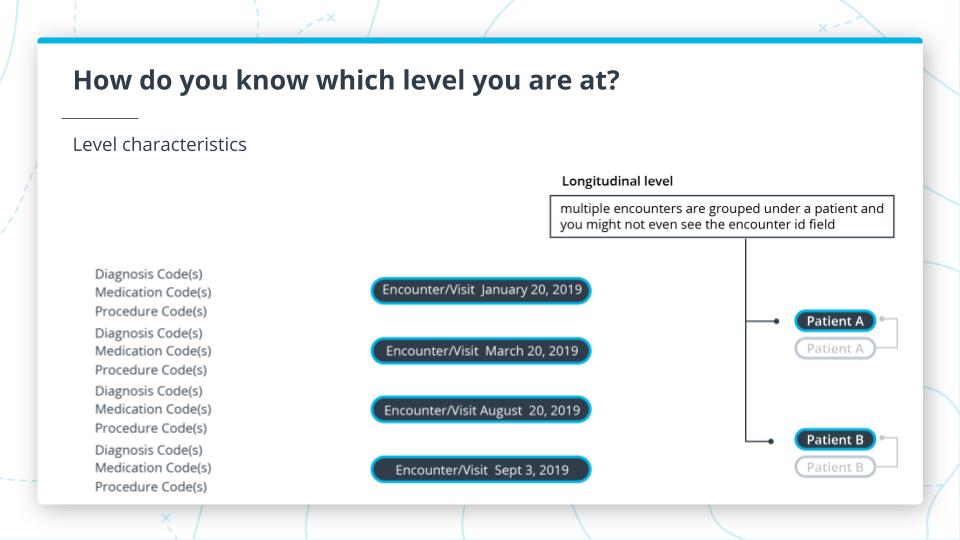 How do you know which level you are at?
Level characteristics
Longitudinal level
multiple encounters are grouped under a patient and
you might not even see the encounter id field
Diagnosis Code(s)
Medication Code(s)
Procedure Code(s)
Encounter/Visit January 20, 2019
Diagnosis Code(s)
Medication Code(s)
Procedure Code(s)
Encounter/Visit March 20, 2019
Diagnosis Code(s)
Medication Code(s)
Procedure Code(s)
Encounter/Visit August 20, 2019
Diagnosis Code(s)
Medication Code(s)
Procedure Code(s)
Encounter/Visit Sept 3, 2019
Patient A
Patient A
Patient B
Patient B